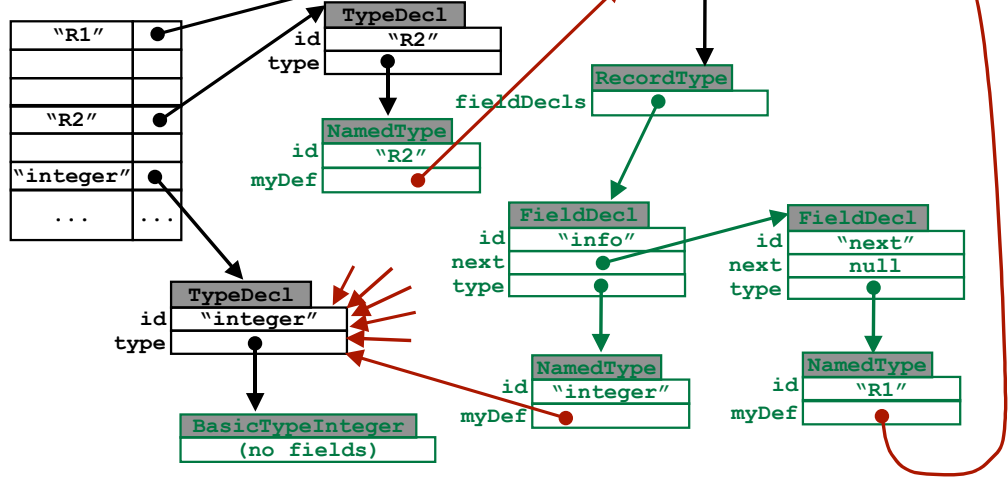 “R1”
“R2”
“integer”
... ...
TypeDecl
id “R2”
type
NamedType
id “R2”
myDef
RecordType
fieldDecls
FieldDecl
id “info”
next
type
FieldDecl
id “next”
next null
type
TypeDecl
id “integer”
type
BasicTypeInteger
(no fields)
NamedType
id “integer”
myDef
NamedType
id “R1”
myDef